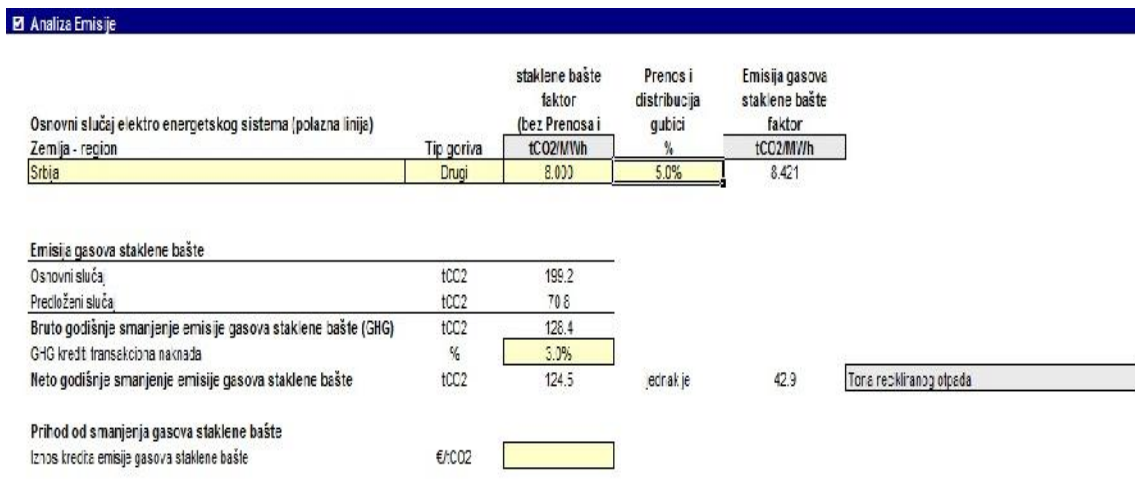 Analiza Emisije
staklene bašte Prenos i Emisija gasova
faktor distribucija staklene bašte
Osnovni slučaj elektro energetskog sistema (polazna linija) (bez Prenosa i gubici faktor
Zemlja - region Tip goriva tCO2/MWh % tCO2/MWh
Srbija Drugi 8.000 5.0% 8.421
Emisija gasova staklene bašte
Osnovni slučaj tCO2 199.2
Predloženi slučaj tCO2 70.8
Bruto godišnje smanjenje emisije gasova staklene bašte (GHG) tCO2 128.4
GHG kredit transakciona naknada % 3.0%
Neto godišnje smanjenje emisije gasova staklene bašte tCO2 124.5 jednak je 42.9 Tona recikliranog otpada
Prihod od smanjenja gasova staklene bašte
Iznos kredita emisije gasova staklene bašte €/tCO2